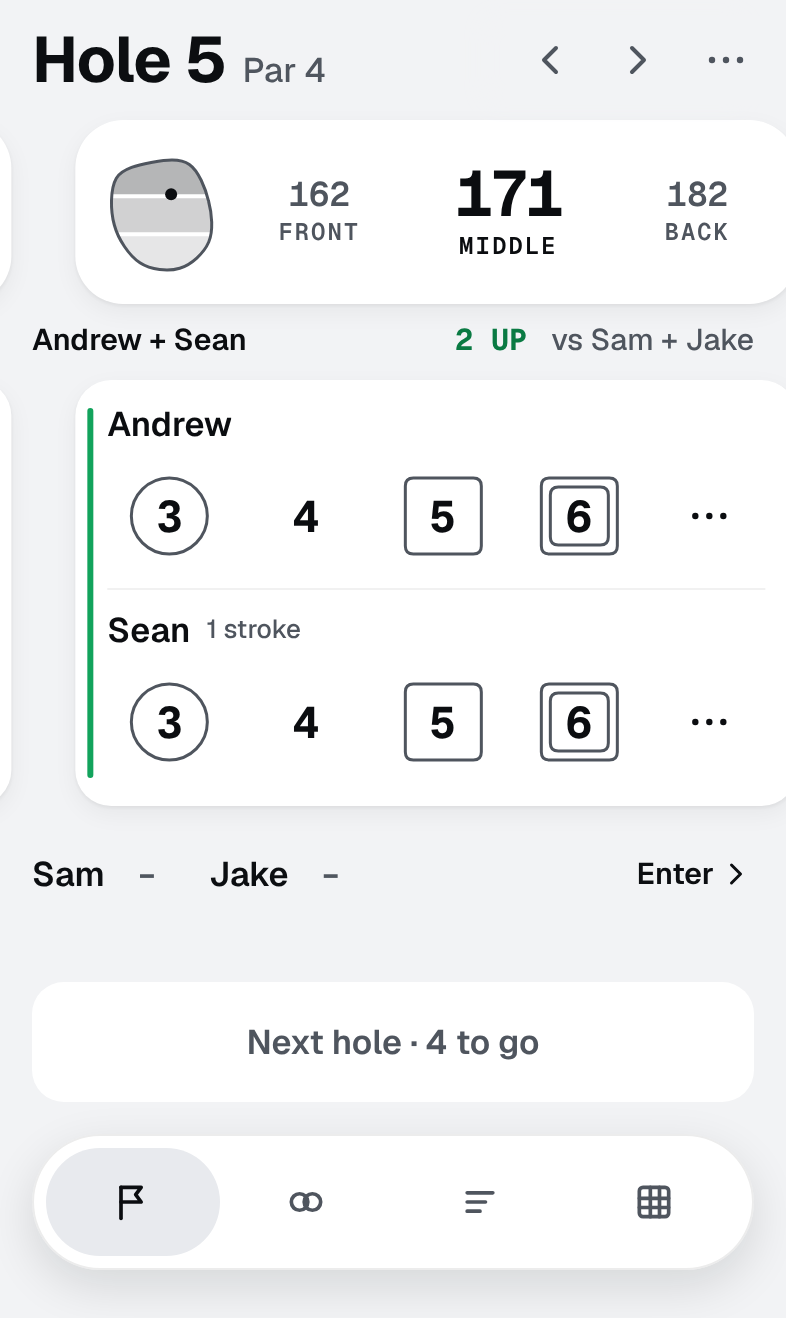 Hole 5 Par 4
162 171 182
FRONT MIDDLE BACK
Andrew + Sean 2 UP vs Sam + Jake
Andrew
3 4 5 6 ...
Sean 1 stroke
3 4 5 6 ...
Sam – Jake – Enter
Next hole · 4 to go